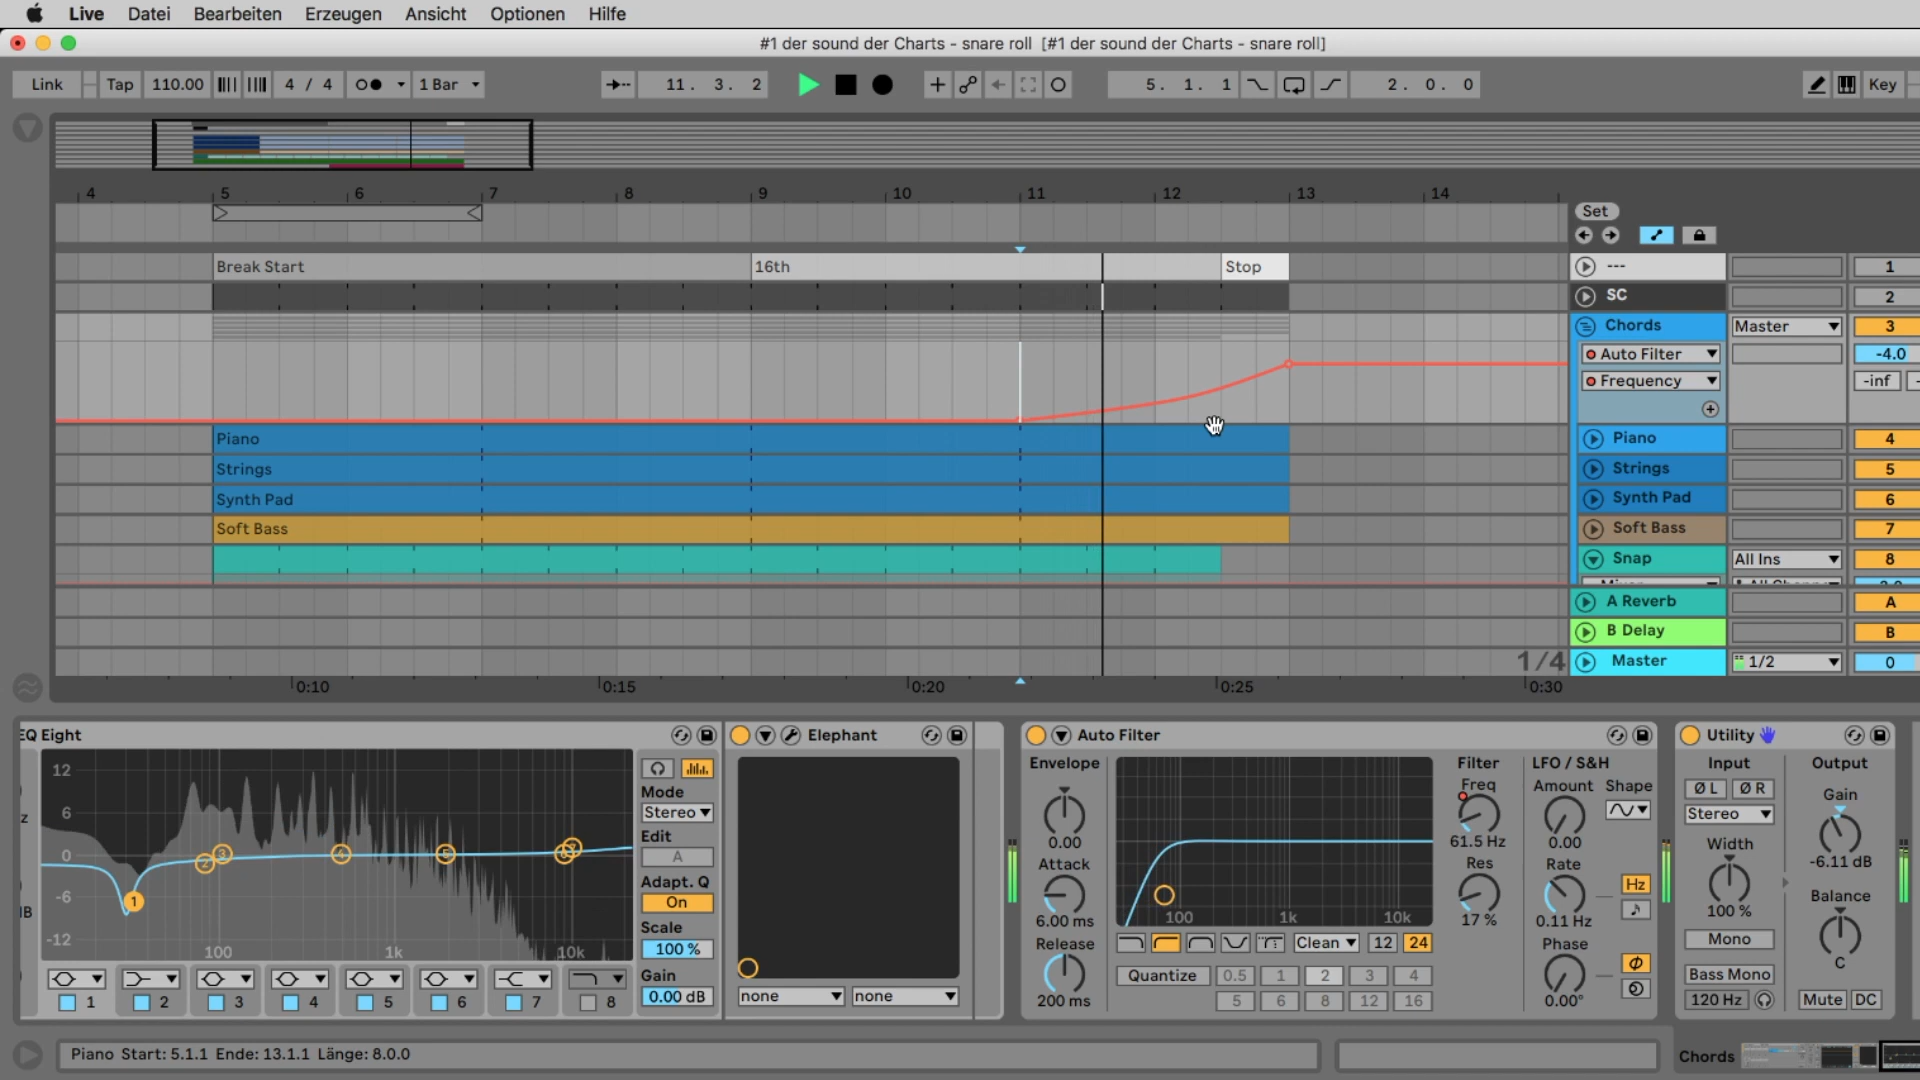 Live Datei Bearbeiten Erzeugen Ansicht Optionen Hilfe
#1 der sound der Charts - snare roll [#1 der sound der Charts - snare roll]
Link Tap 110.00 4 / 4 1 Bar 11. 3. 2 5. 1. 1 2. 0. 0 Key
4 5 6 7 8 9 10 11 12 13 14
Set
Break Start 16th Stop --- 1
SC 2
Chords Master 3
Auto Filter -4.0
Frequency -inf
Piano Piano 4
Strings Strings 5
Synth Pad Synth Pad 6
Soft Bass Soft Bass 7
Snap All Ins 8
A Reverb A
B Delay B
1/4 Master 1/2 0
0:10 0:15 0:20 0:25 0:30
EQ Eight
12
6
0
-6
-12
100 1k 10k
1 2 3 4 5 6 7
1 2 3 4 5 6 7 8
Mode
Stereo
Edit
A
Adapt. Q
On
Scale
100 %
Gain
0.00 dB
Elephant
none none
Auto Filter
Envelope
0.00
Attack
6.00 ms
Release
200 ms
100 1k 10k
Clean 12 24
Quantize 0.5 1 2 3 4
5 6 8 12 16
Filter
Freq
61.5 Hz
Res
17 %
LFO / S&H
Amount Shape
0.00
Rate
Hz
0.11 Hz
Phase
0.00°
Utility
Input
Ø L Ø R
Stereo
Width
100 %
Mono
Bass Mono
120 Hz
Output
Gain
-6.11 dB
Balance
C
Mute DC
Piano Start: 5.1.1 Ende: 13.1.1 Länge: 8.0.0
Chords